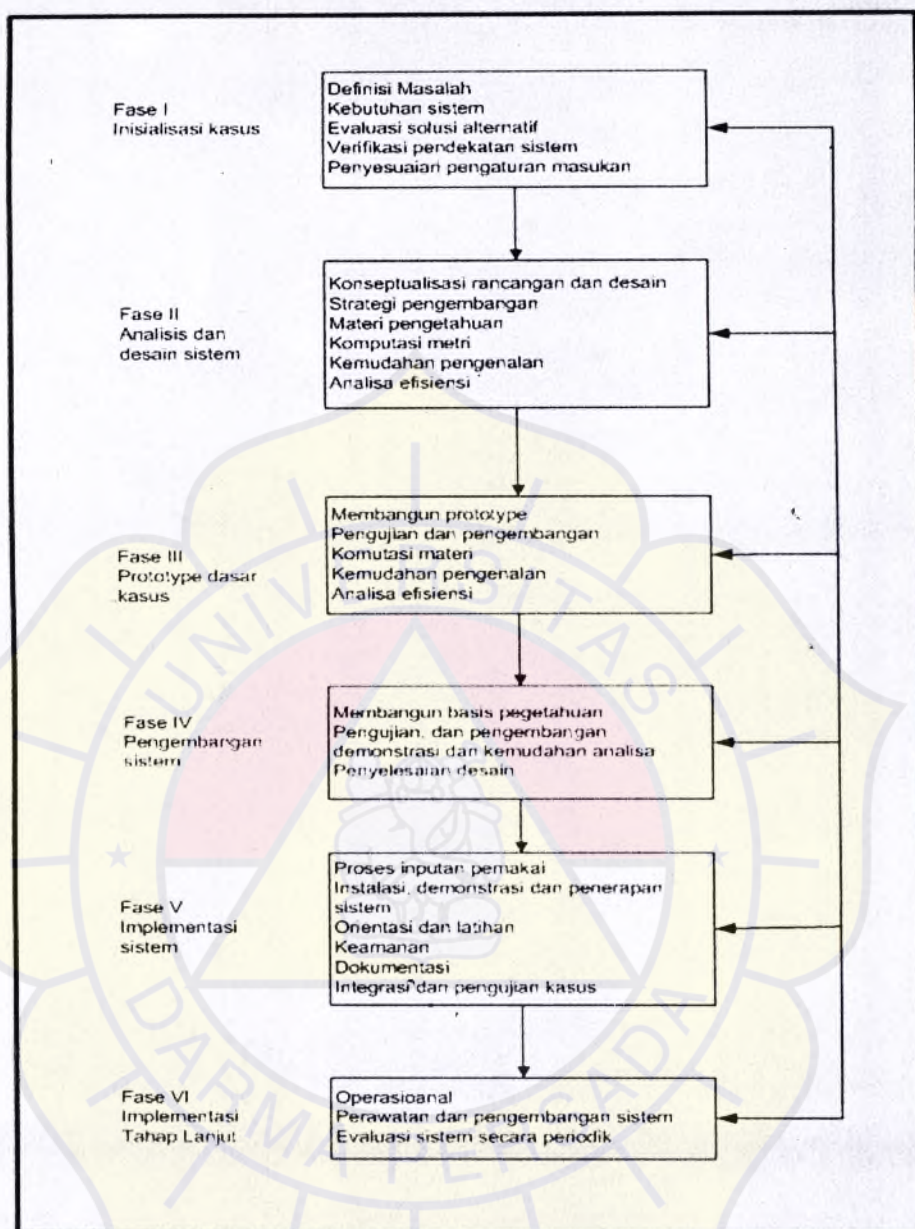 Fase I
Inisialisasi kasus
Definisi Masalah
Kebutuhan sistem
Evaluasi solusi alternatif
Verifikasi pendekatan sistem
Penyesuaian pengaturan masukan
Fase II
Analisis dan
desain sistem
Konseptualisasi rancangan dan desain
Strategi pengembangan
Materi pengetahuan
Komputasi metri
Kemudahan pengenalan
Analisa efisiensi
Fase III
Prototype dasar
kasus
Membangun prototype
Pengujian dan pengembangan
Komutasi materi
Kemudahan pengenalan
Analisa efisiensi
Fase IV
Pengembangan
sistem
Membangun basis pegetahuan
Pengujian, dan pengembangan
demonstrasi dan kemudahan analisa
Penyelesaian desain
Fase V
Implementasi
sistem
Proses inputan pemakai
Instalasi, demonstrasi dan penerapan
sistem
Orientasi dan latihan
Keamanan
Dokumentasi
Integrasi dan pengujian kasus
Fase VI
Implementasi
Tahap Lanjut
Operasioanal
Perawatan dan pengembangan sistem
Evaluasi sistem secara periodik
UNIVERSITAS
DARMA PERSADA